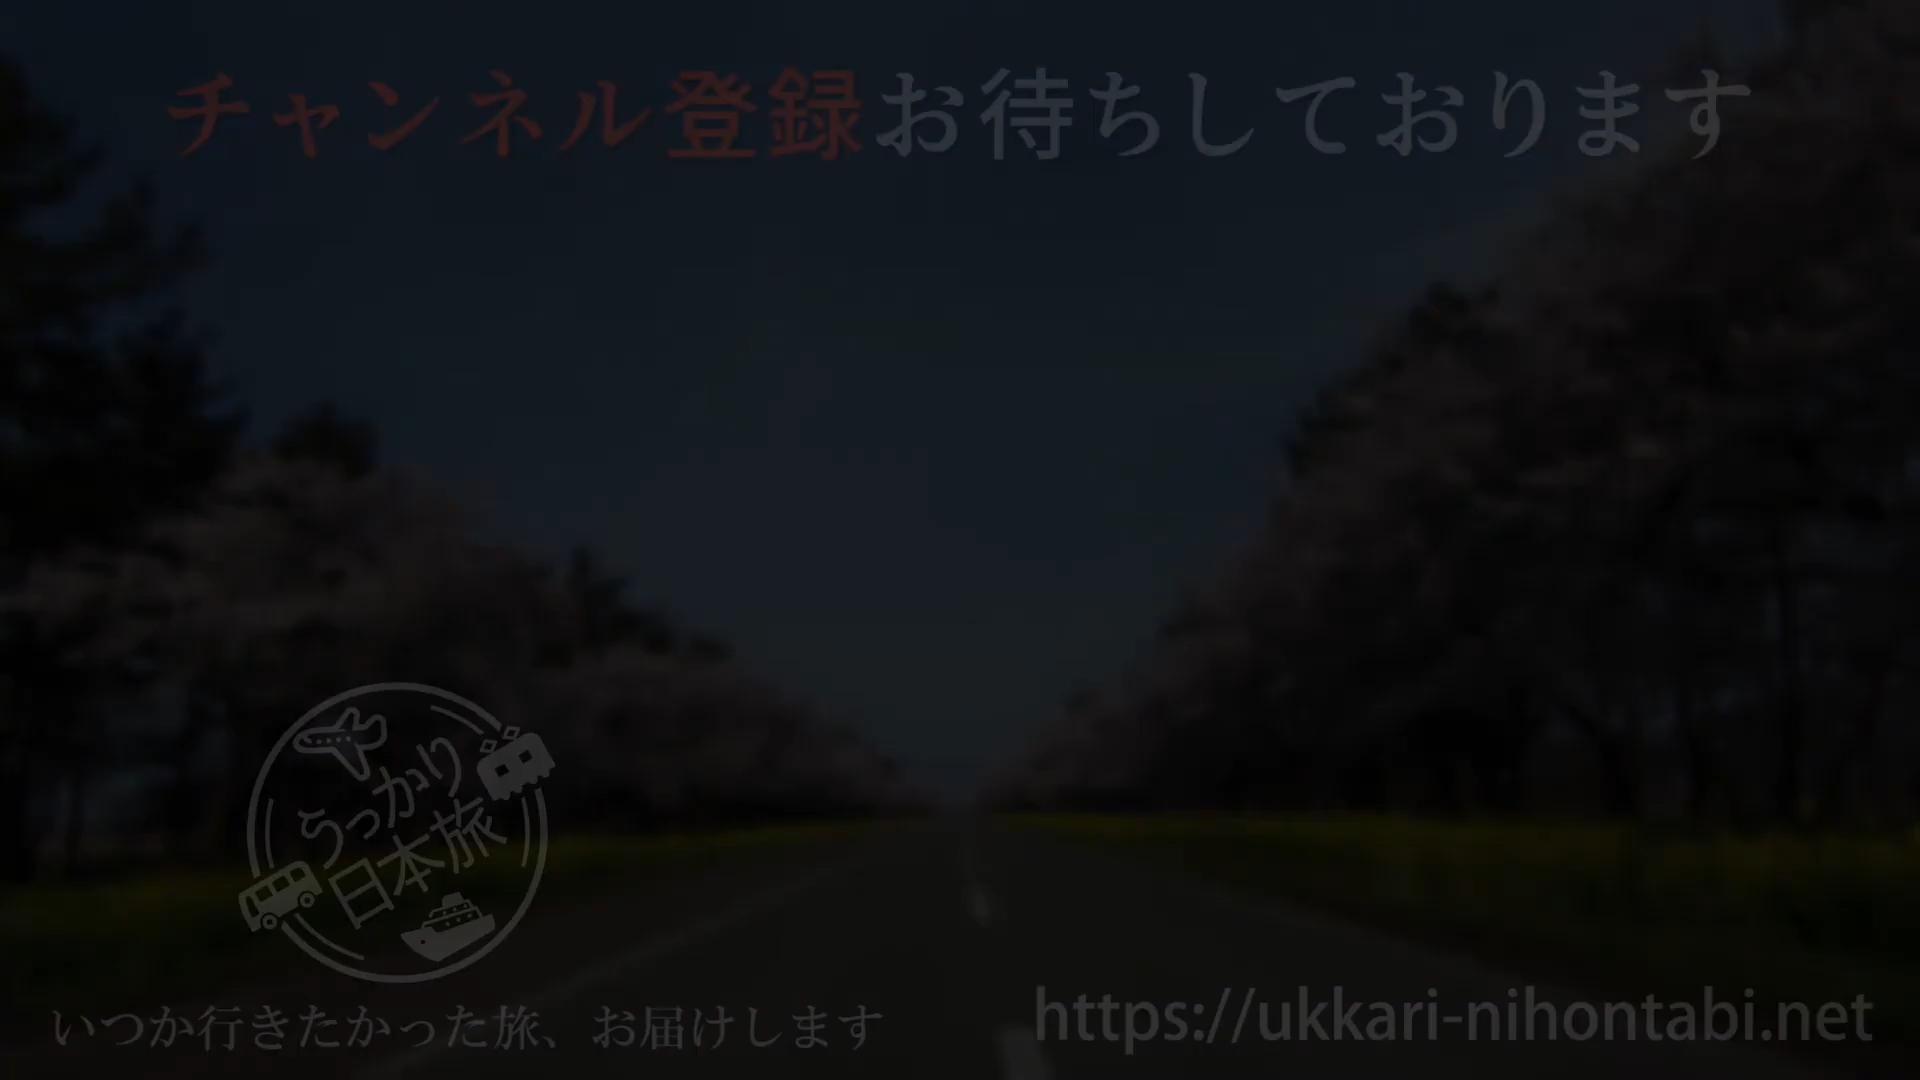 チャンネル登録お待ちしております
うっかり
日本旅
いつか行きたかった旅、お届けします
https://ukkari-nihontabi.net